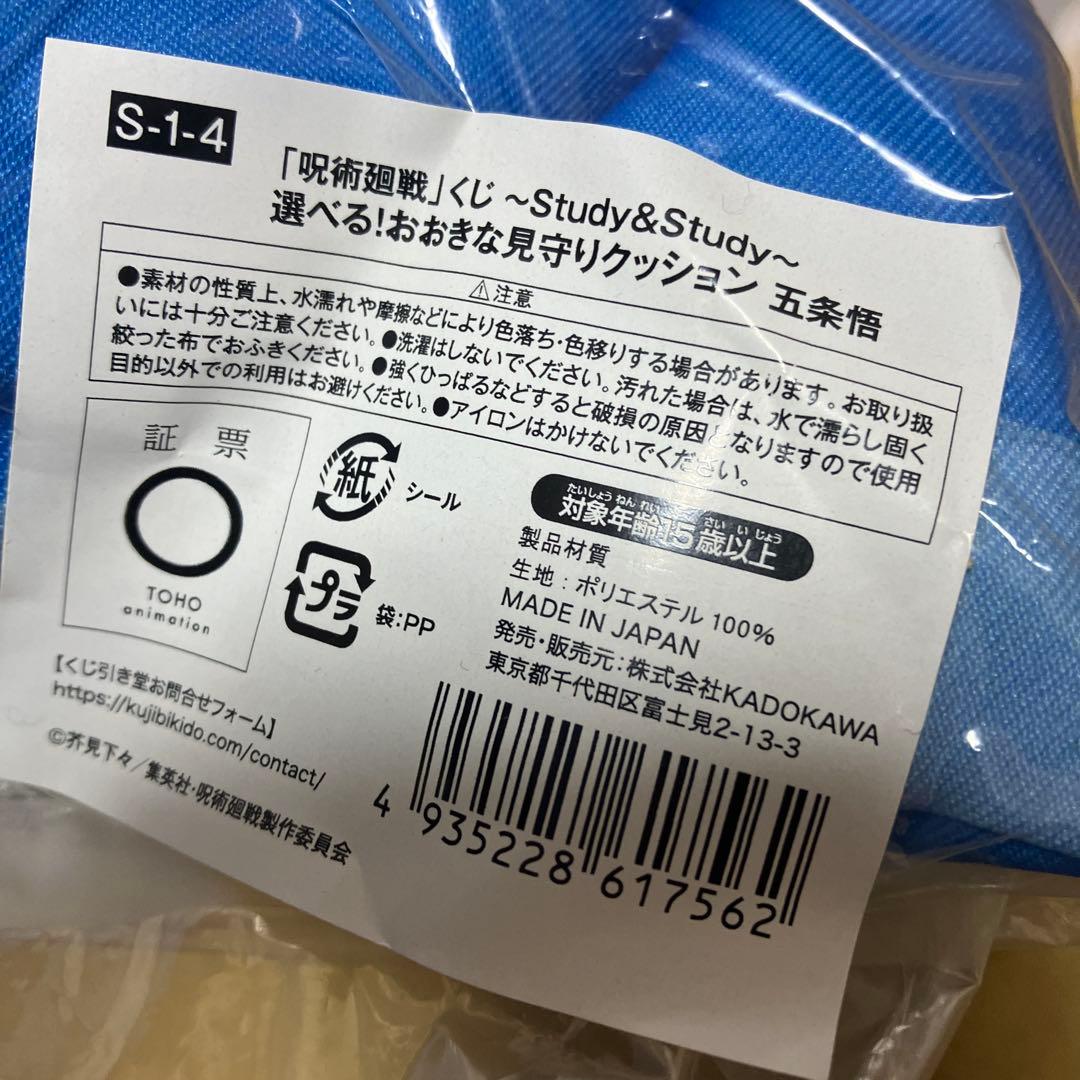 S-1-4
「呪術廻戦」くじ ~Study&Study~
選べる!おおきな見守りクッション 五条悟
⚠注意
●素材の性質上、水濡れや摩擦などにより色落ち・色移りする場合があります。お取り扱
いには十分ご注意ください。●洗濯はしないでください。汚れた場合は、水で濡らし固く
絞った布でおふきください。●強くひっぱるなどすると破損の原因となりますので使用
目的以外での利用はお避けください。●アイロンはかけないでください。
証 票
TOHO
animation
紙
シール
プラ
袋:PP
たいしょうねんれい さいいじょう
対象年齢15歳以上
製品材質
生地:ポリエステル 100%
MADE IN JAPAN
発売・販売元:株式会社KADOKAWA
東京都千代田区富士見2-13-3
【くじ引き堂お問合せフォーム】
https://kujibikido.com/contact/
©芥見下々/集英社・呪術廻戦製作委員会
4 935228 617562